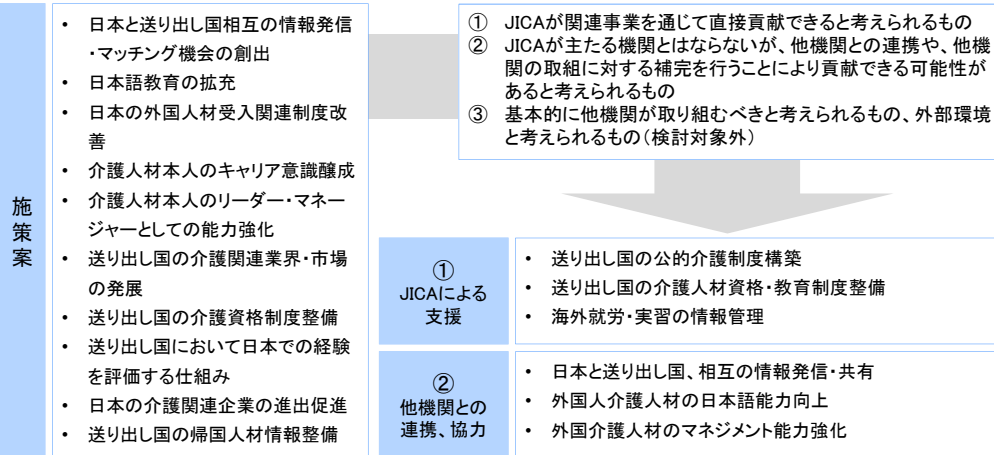 施
策
案
• 日本と送り出し国相互の情報発信
・マッチング機会の創出
• 日本語教育の拡充
• 日本の外国人材受入関連制度改
善
• 介護人材本人のキャリア意識醸成
• 介護人材本人のリーダー・マネー
ジャーとしての能力強化
• 送り出し国の介護関連業界・市場
の発展
• 送り出し国の介護資格制度整備
• 送り出し国において日本での経験
を評価する仕組み
• 日本の介護関連企業の進出促進
• 送り出し国の帰国人材情報整備
① JICAが関連事業を通じて直接貢献できると考えられるもの
② JICAが主たる機関とはならないが、他機関との連携や、他機
関の取組に対する補完を行うことにより貢献できる可能性が
あると考えられるもの
③ 基本的に他機関が取り組むべきと考えられるもの、外部環境
と考えられるもの（検討対象外）
①
JICAによる
支援
• 送り出し国の公的介護制度構築
• 送り出し国の介護人材資格・教育制度整備
• 海外就労・実習の情報管理
②
他機関との
連携、協力
• 日本と送り出し国、相互の情報発信・共有
• 外国人介護人材の日本語能力向上
• 外国介護人材のマネジメント能力強化